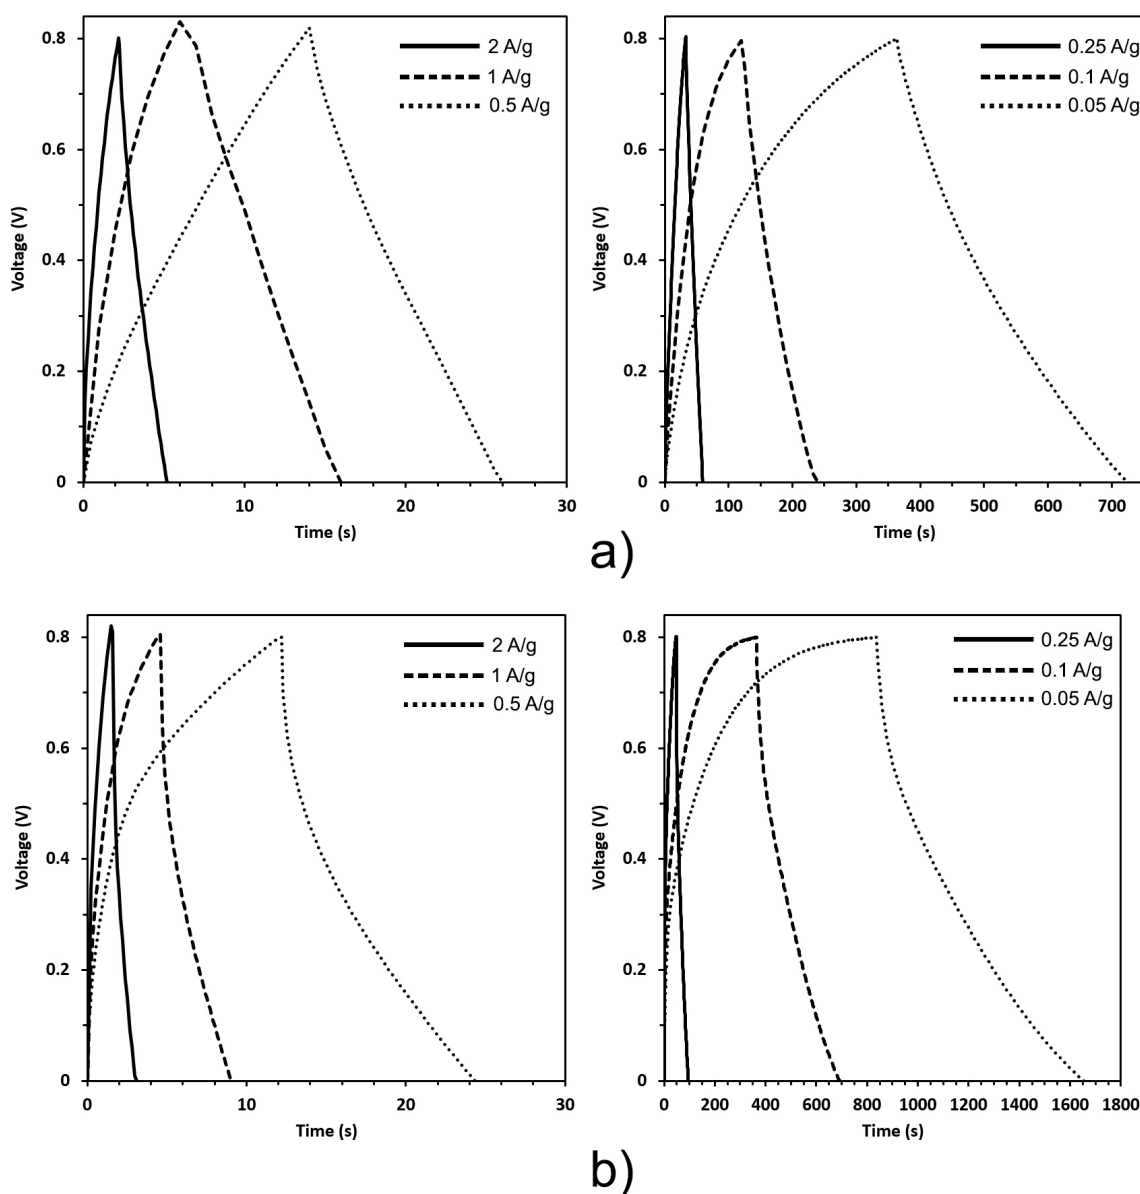 0.8
0.6
0.4
0.2
0
Voltage (V)
2 A/g
1 A/g
0.5 A/g
0 10 20 30
Time (s)
0.8
0.6
0.4
0.2
0
Voltage (V)
0.25 A/g
0.1 A/g
0.05 A/g
0 100 200 300 400 500 600 700
Time (s)
a)
0.8
0.6
0.4
0.2
0
Voltage (V)
2 A/g
1 A/g
0.5 A/g
0 10 20 30
Time (s)
0.8
0.6
0.4
0.2
0
Voltage (V)
0.25 A/g
0.1 A/g
0.05 A/g
0 200 400 600 800 1000 1200 1400 1600 1800
Time (s)
b)